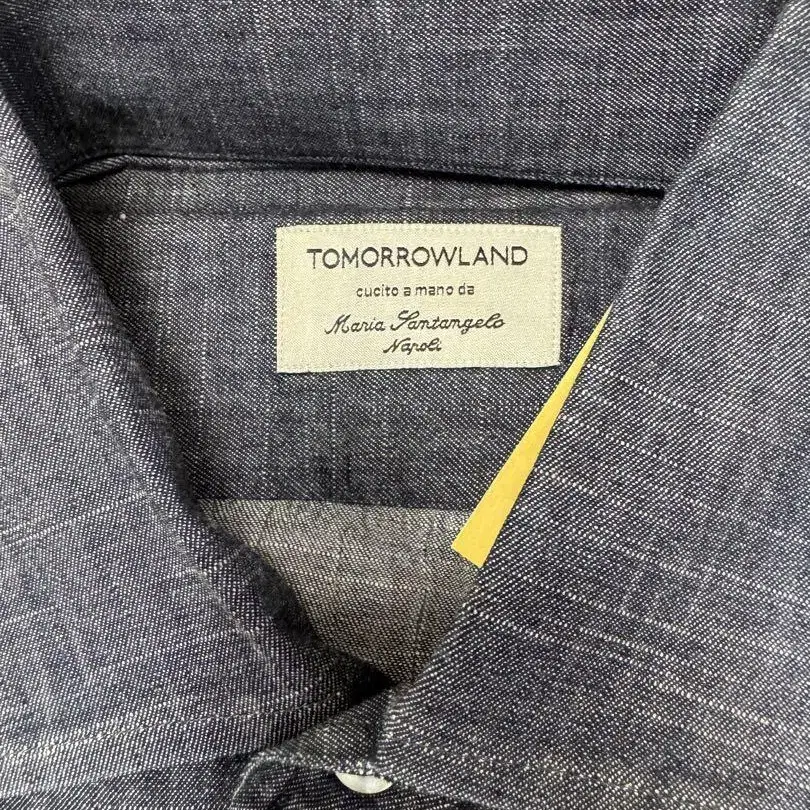 TOMORROWLAND
cucito a mano da
Maria Santangelo
Napoli